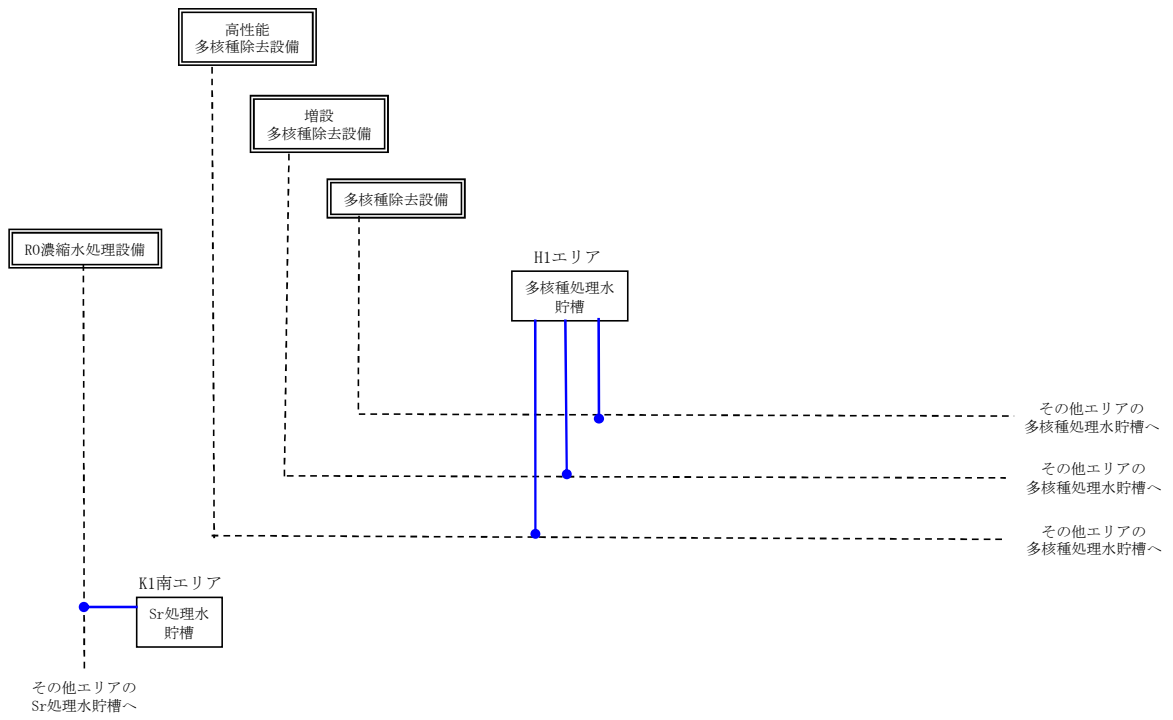 高性能
多核種除去設備
増設
多核種除去設備
多核種除去設備
RO濃縮水処理設備
H1エリア
多核種処理水
貯槽
その他エリアの
多核種処理水貯槽へ
その他エリアの
多核種処理水貯槽へ
その他エリアの
多核種処理水貯槽へ
K1南エリア
Sr処理水
貯槽
その他エリアの
Sr処理水貯槽へ